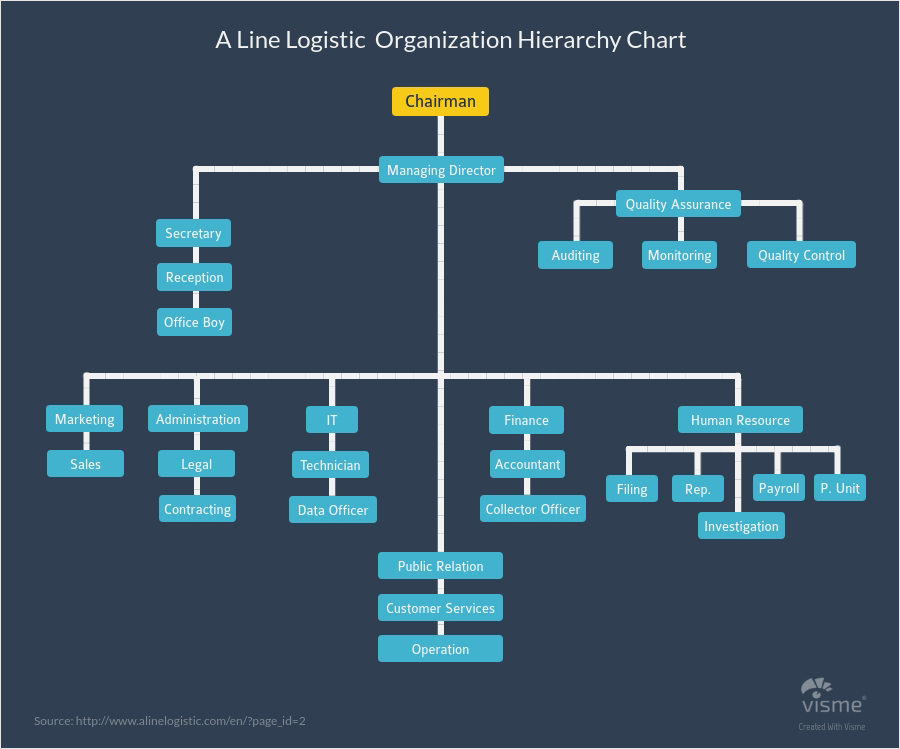 A Line Logistic  Organization Hierarchy Chart
Chairman
Managing Director
Quality Assurance
Secretary
Auditing
Monitoring
Quality Control
Reception
Office Boy
Marketing
Administration
IT
Finance
Human Resource
Sales
Legal
Technician
Accountant
Filing
Rep.
Payroll
P. Unit
Contracting
Data Officer
Collector Officer
Investigation
Public Relation
Customer Services
Operation
visme®
Created With Visme
Source: http://www.alinelogistic.com/en/?page_id=2